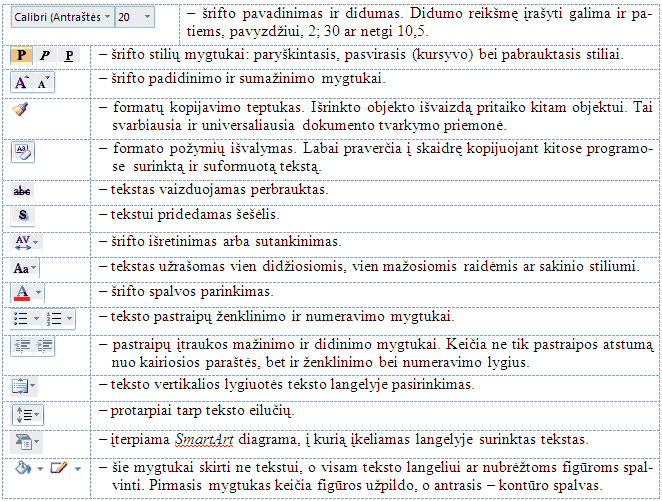 Calibri (Antraštės 20 – šrifto pavadinimas ir didumas. Didumo reikšmę įrašyti galima ir pa-
tiems, pavyzdžiui, 2; 30 ar netgi 10,5.
P P P – šrifto stilių mygtukai: paryškintasis, pasvirasis (kursyvo) bei pabrauktasis stiliai.
A A – šrifto padidinimo ir sumažinimo mygtukai.
– formatų kopijavimo teptukas. Išrinkto objekto išvaizdą pritaiko kitam objektui. Tai
svarbiausia ir universaliausia dokumento tvarkymo priemonė.
– formato požymių išvalymas. Labai praverčia į skaidrę kopijuojant kitose programo-
se surinktą ir suformuotą tekstą.
abc – tekstas vaizduojamas perbrauktas.
S – tekstui pridedamas šešėlis.
AV – šrifto išretinimas arba sutankinimas.
Aa – tekstas užrašomas vien didžiosiomis, vien mažosiomis raidėmis ar sakinio stiliumi.
A – šrifto spalvos parinkimas.
– teksto pastraipų ženklinimo ir numeravimo mygtukai.
– pastraipų įtraukos mažinimo ir didinimo mygtukai. Keičia ne tik pastraipos atstumą
nuo kairiosios paraštės, bet ir ženklinimo bei numeravimo lygius.
– teksto vertikalios lygiuotės teksto langelyje pasirinkimas.
– protarpiai tarp teksto eilučių.
– įterpiama SmartArt diagrama, į kurią įkeliamas langelyje surinktas tekstas.
– šie mygtukai skirti ne tekstui, o visam teksto langeliui ar nubrėžtoms figūroms spal-
vinti. Pirmasis mygtukas keičia figūros užpildo, o antrasis – kontūro spalvas.